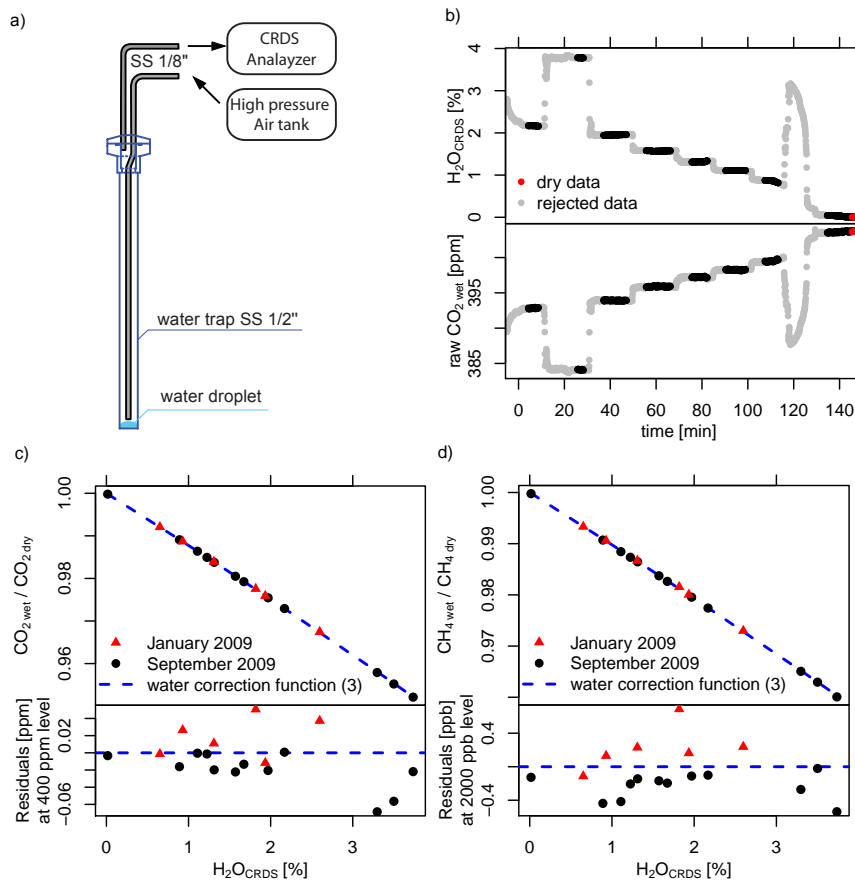 a)
CRDS
Analayzer
SS 1/8"
High pressure
Air tank
water trap SS 1/2"
water droplet
b)
H2OCRDS [%]
4
3
2
1
0
dry data
rejected data
raw CO2 wet [ppm]
395
385
0 20 40 60 80 100 120 140
time [min]
c)
CO2 wet / CO2 dry
1.00
0.98
0.96
January 2009
September 2009
water correction function (3)
Residuals [ppm]
at 400 ppm level
0.02
−0.06
0 1 2 3
H2OCRDS [%]
d)
CH4 wet / CH4 dry
1.00
0.99
0.98
0.97
January 2009
September 2009
water correction function (3)
Residuals [ppb]
at 2000 ppb level
0.4
−0.4
0 1 2 3
H2OCRDS [%]